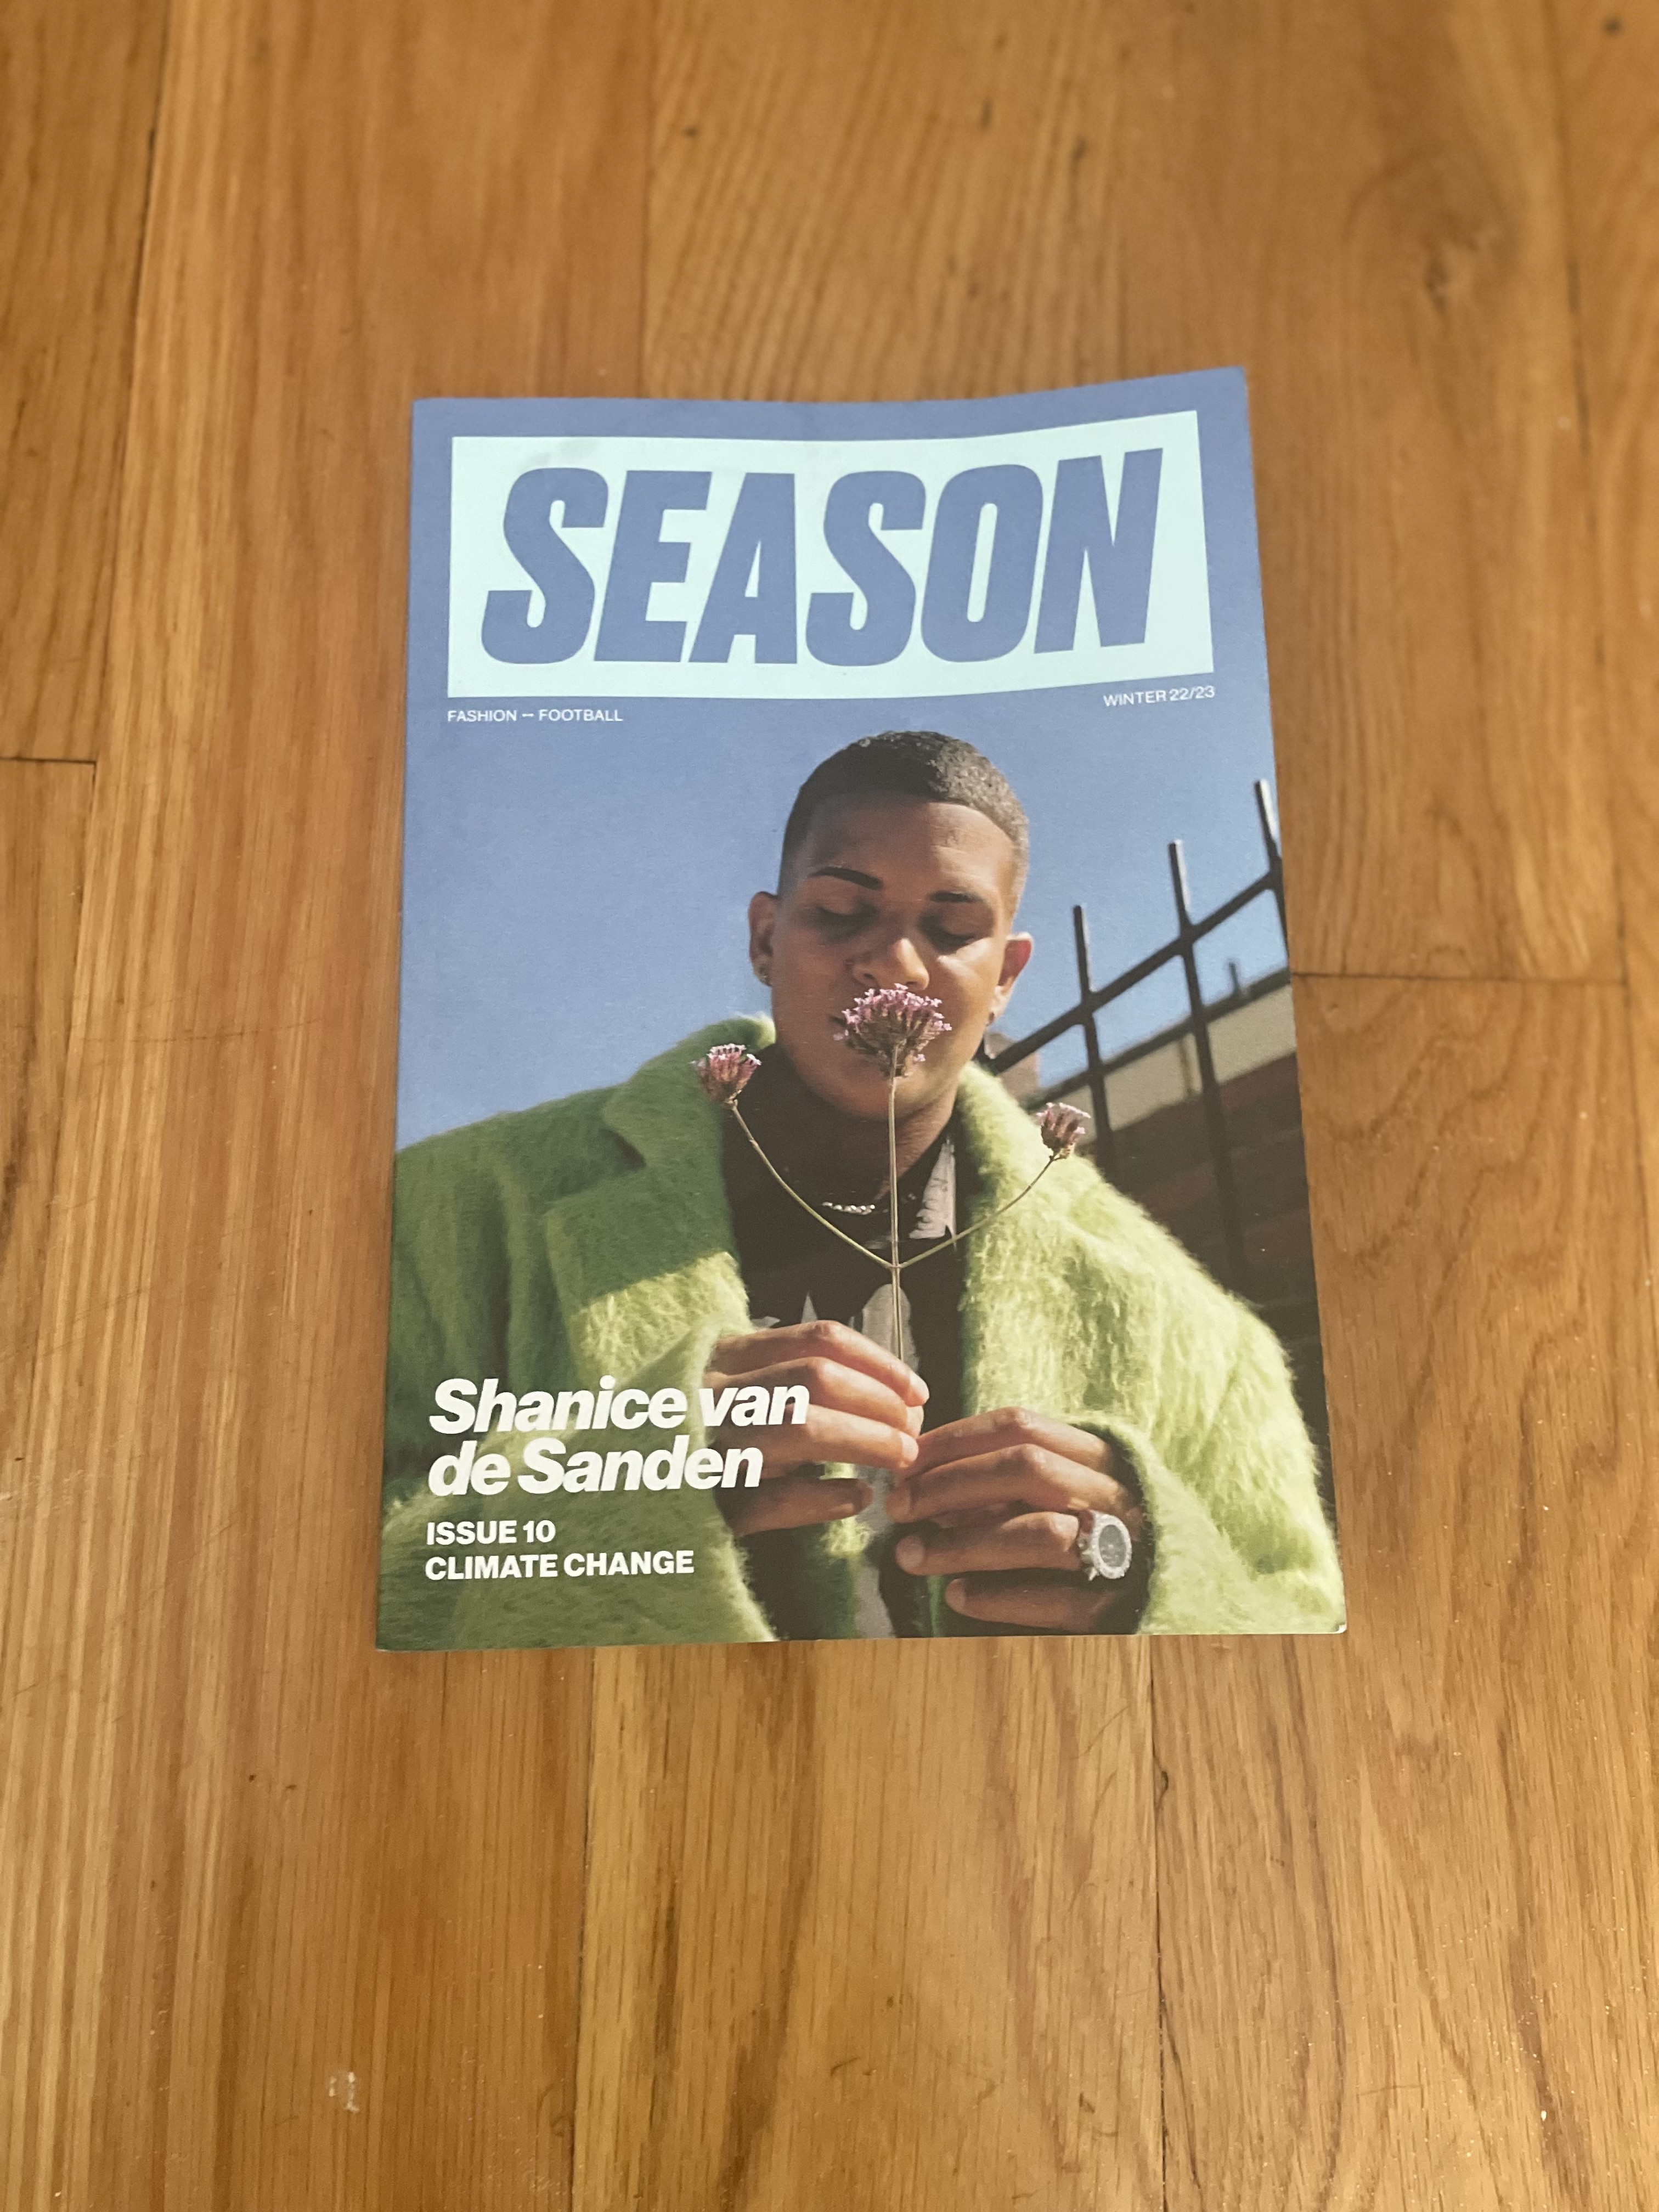 SEASON
FASHION — FOOTBALL
WINTER 22/23
Shanice van
de Sanden
ISSUE 10
CLIMATE CHANGE